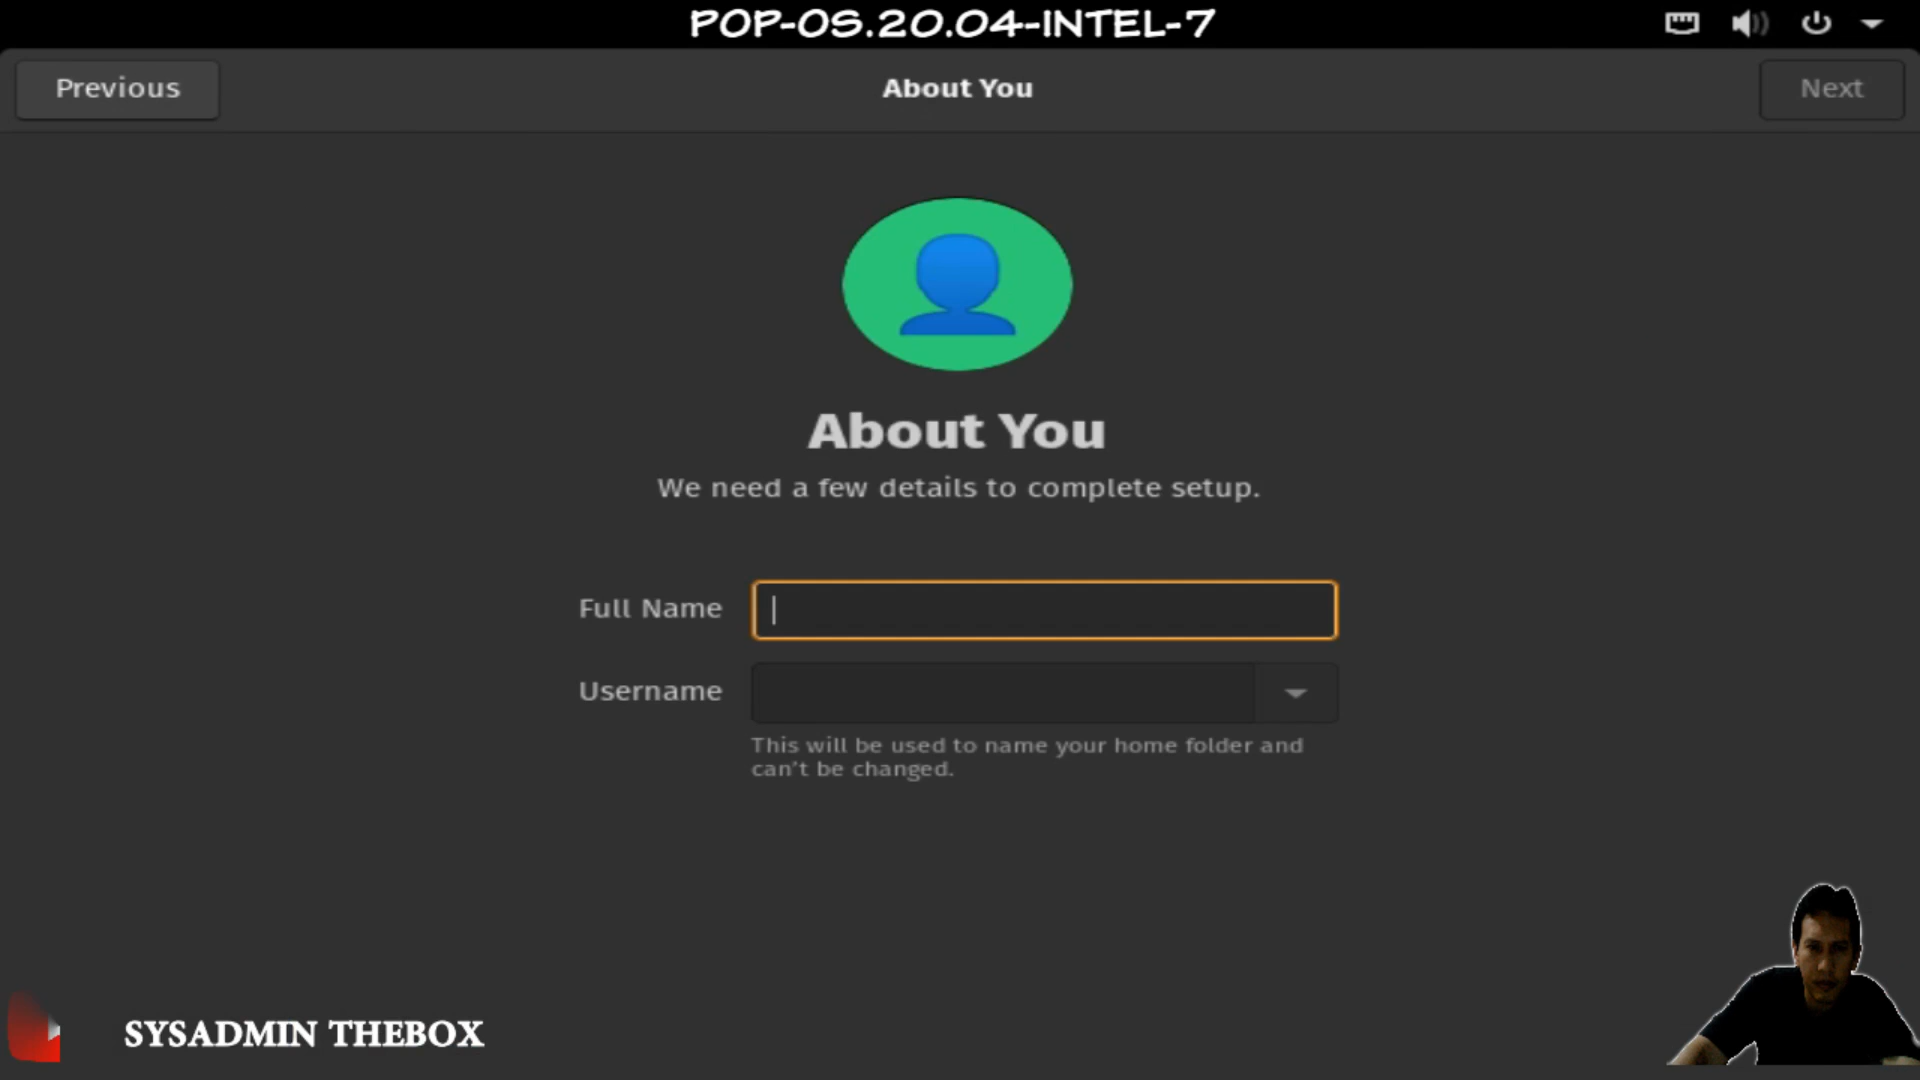 POP-OS.20.04-INTEL-7
Previous
About You
Next
About You
We need a few details to complete setup.
Full Name
Username
This will be used to name your home folder and
can't be changed.
SYSADMIN THEBOX